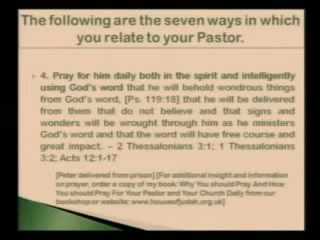 The following are the seven ways in which
you relate to your Pastor.
4. Pray for him daily both in the spirit and intelligently
using God's word that he will behold wondrous things
from God's word, [Ps. 119:18] that he will be delivered
from them that do not believe and that signs and
wonders will be wrought through him as he ministers
God's word and that the word will have free course and
great impact. – 2 Thessalonians 3:1; 1 Thessalonians
3:2; Acts 12:1-17
[Peter delivered from prison] [For additional insight and information
on prayer, order a copy of my book: Why You should Pray And How
You should Pray For Your Pastor and Your Church Daily from our
bookshop or website: www.houseofjudah.org.uk]